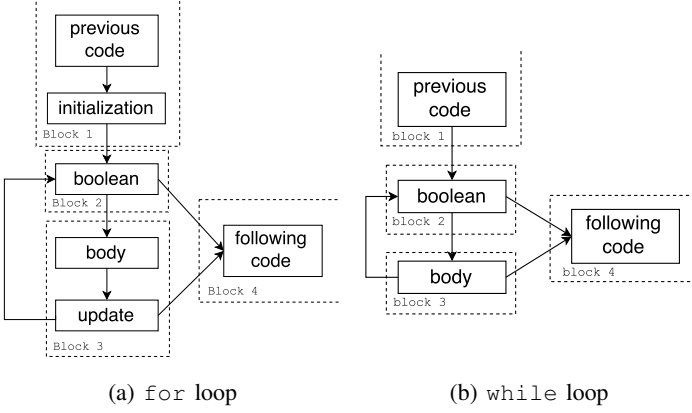 previous
code
initialization
Block 1
boolean
Block 2
body
update
Block 3
following
code
Block 4
(a) for loop
previous
code
block 1
boolean
block 2
body
block 3
following
code
block 4
(b) while loop